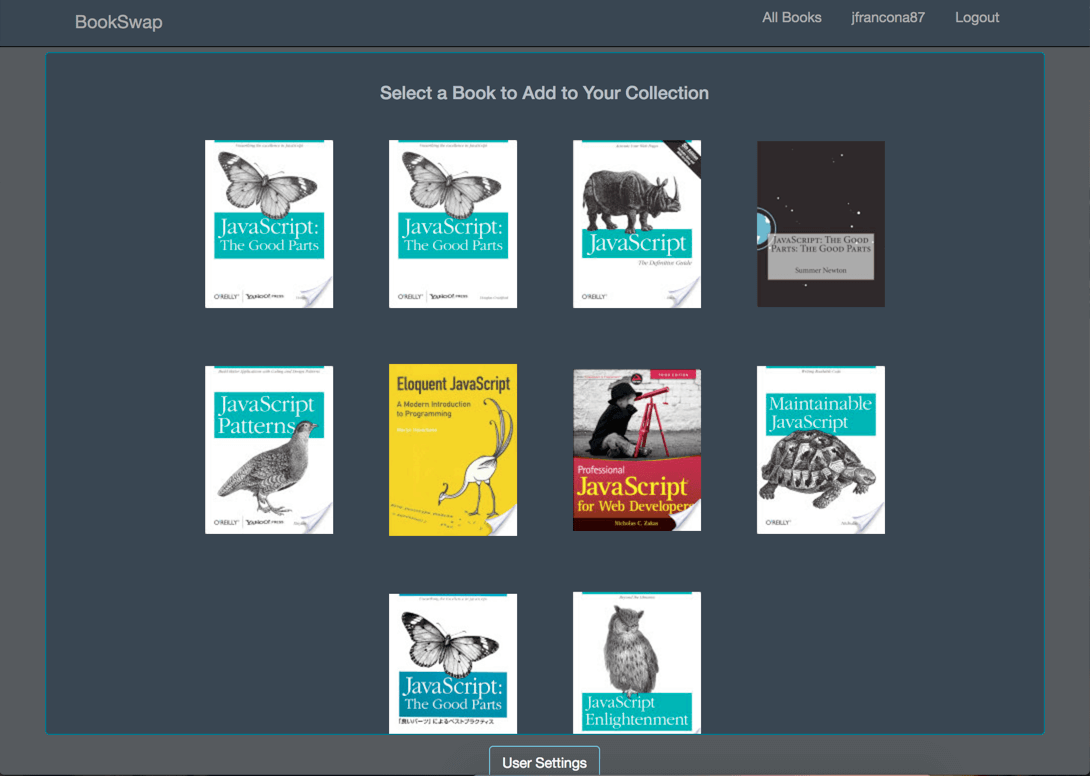 BookSwap
All Books
jfrancona87
Logout
Select a Book to Add to Your Collection
JavaScript:
The Good Parts
O'REILLY® YAHOO! PRESS
JavaScript:
The Good Parts
O'REILLY® YAHOO! PRESS
JavaScript
The Definitive Guide
O'REILLY®
JavaScript: The Good
Parts: The Good Parts
Summer Newton
JavaScript
Patterns
O'REILLY® YAHOO! PRESS
Eloquent JavaScript
A Modern Introduction
to Programming
THIRD EDITION
Professional
JavaScript
for Web Developers
Nicholas C. Zakas
Maintainable
JavaScript
O'REILLY®
JavaScript:
The Good Parts
「良いパーツ」によるベストプラクティス
JavaScript
Enlightenment
User Settings